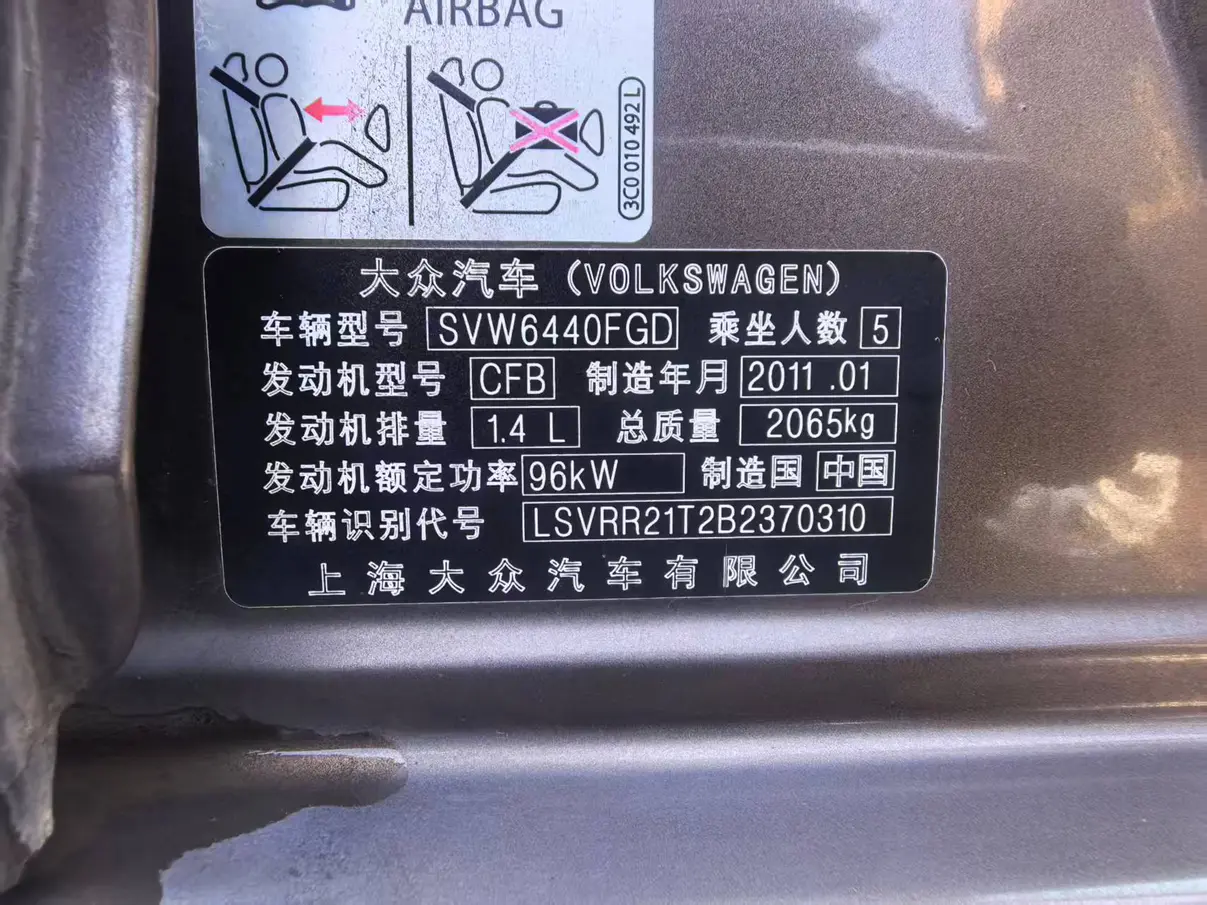 AIRBAG
3C0 010 492 L
大众汽车 (VOLKSWAGEN)
车辆型号 SVW6440FGD 乘坐人数 5
发动机型号 CFB 制造年月 2011 .01
发动机排量 1.4 L 总质量 2065kg
发动机额定功率 96kW 制造国 中国
车辆识别代号 LSVRR21T2B2370310
上海大众汽车有限公司